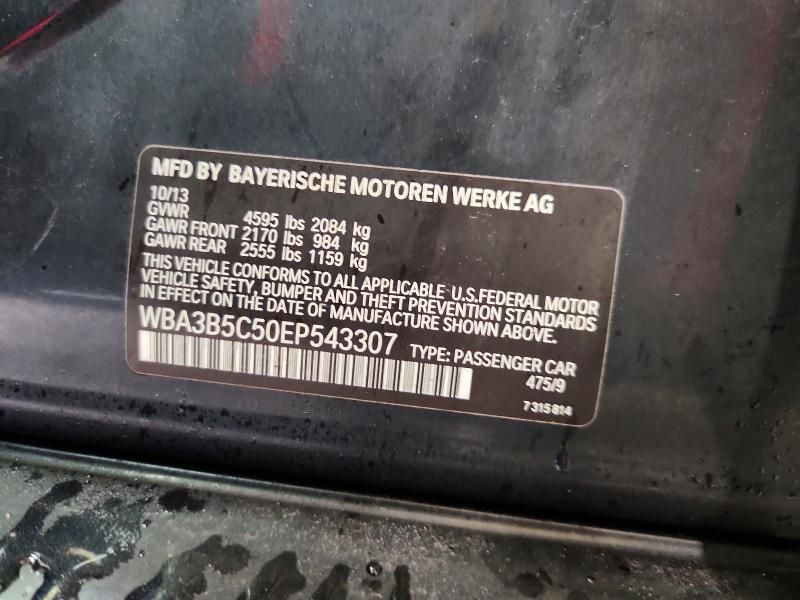 MFD BY BAYERISCHE MOTOREN WERKE AG
10/13
GVWR 4595 lbs 2084 kg
GAWR FRONT 2170 lbs 984 kg
GAWR REAR 2555 lbs 1159 kg
THIS VEHICLE CONFORMS TO ALL APPLICABLE U.S.FEDERAL MOTOR
VEHICLE SAFETY, BUMPER AND THEFT PREVENTION STANDARDS
IN EFFECT ON THE DATE OF MANUFACTURE SHOWN ABOVE.
WBA3B5C50EP543307 TYPE: PASSENGER CAR
475/9
7315814